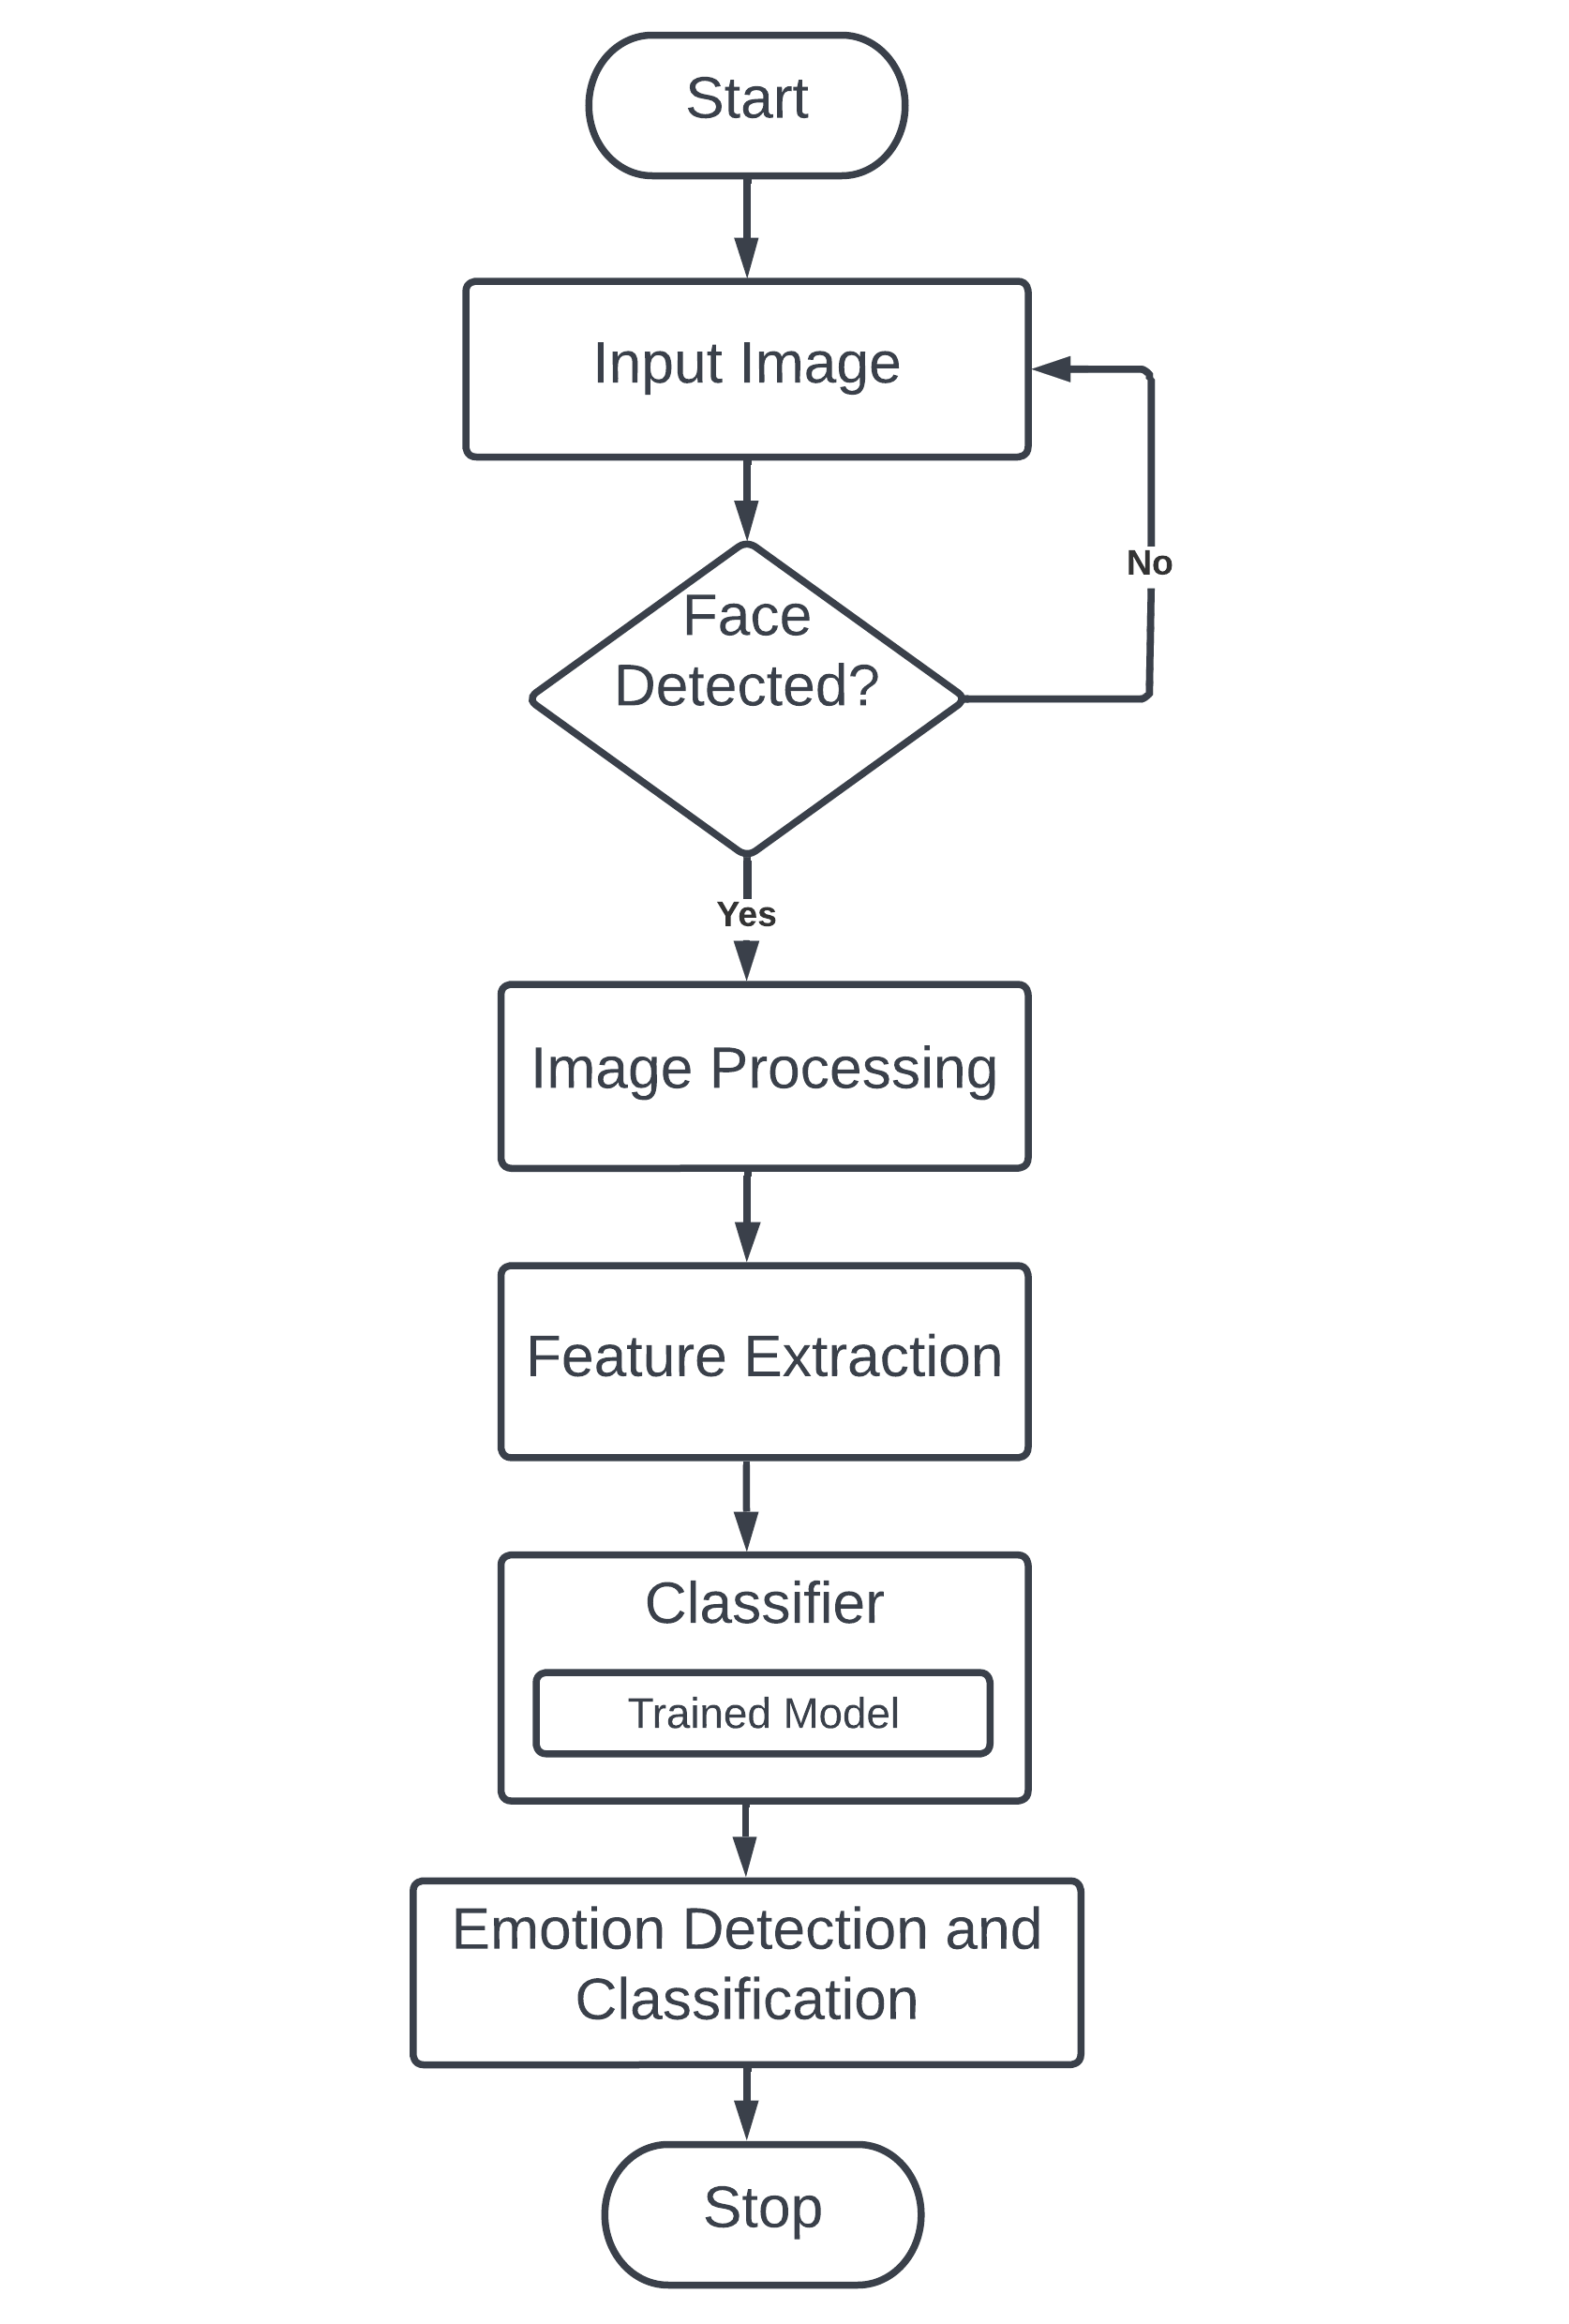 Start
Input Image
No
Face
Detected?
Yes
Image Processing
Feature Extraction
Classifier
Trained Model
Emotion Detection and
Classification
Stop